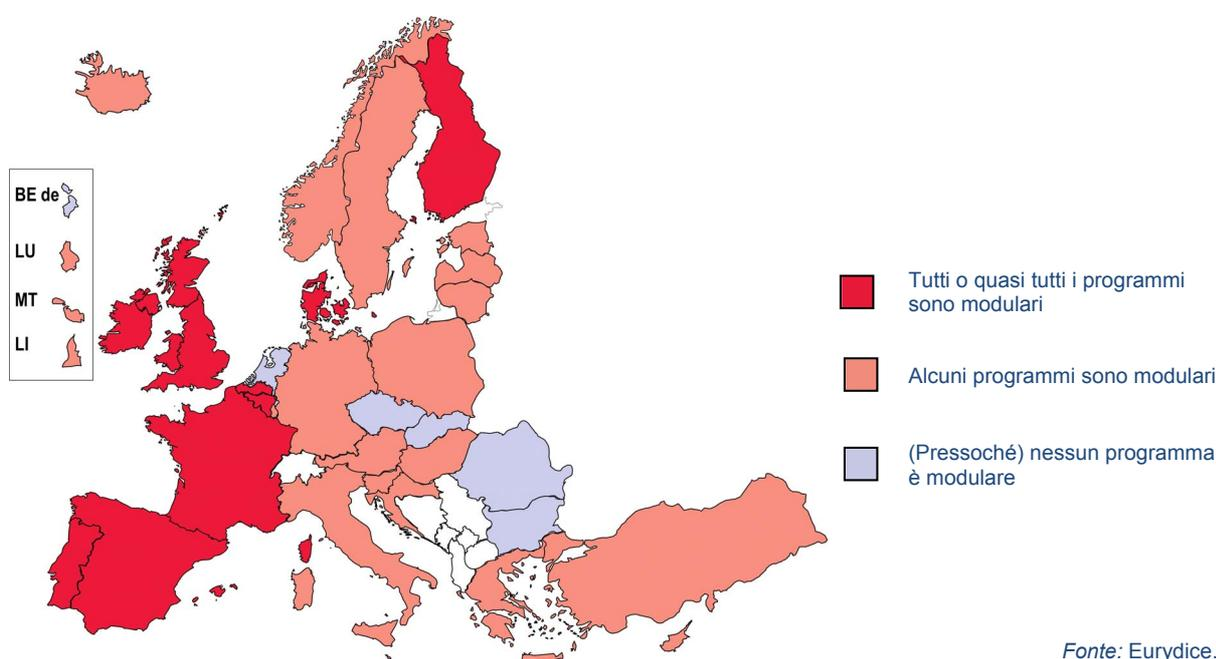 BE de
LU
MT
LI
Tutti o quasi tutti i programmi
sono modulari
Alcuni programmi sono modulari
(Pressoché) nessun programma
è modulare
Fonte: Eurydice.